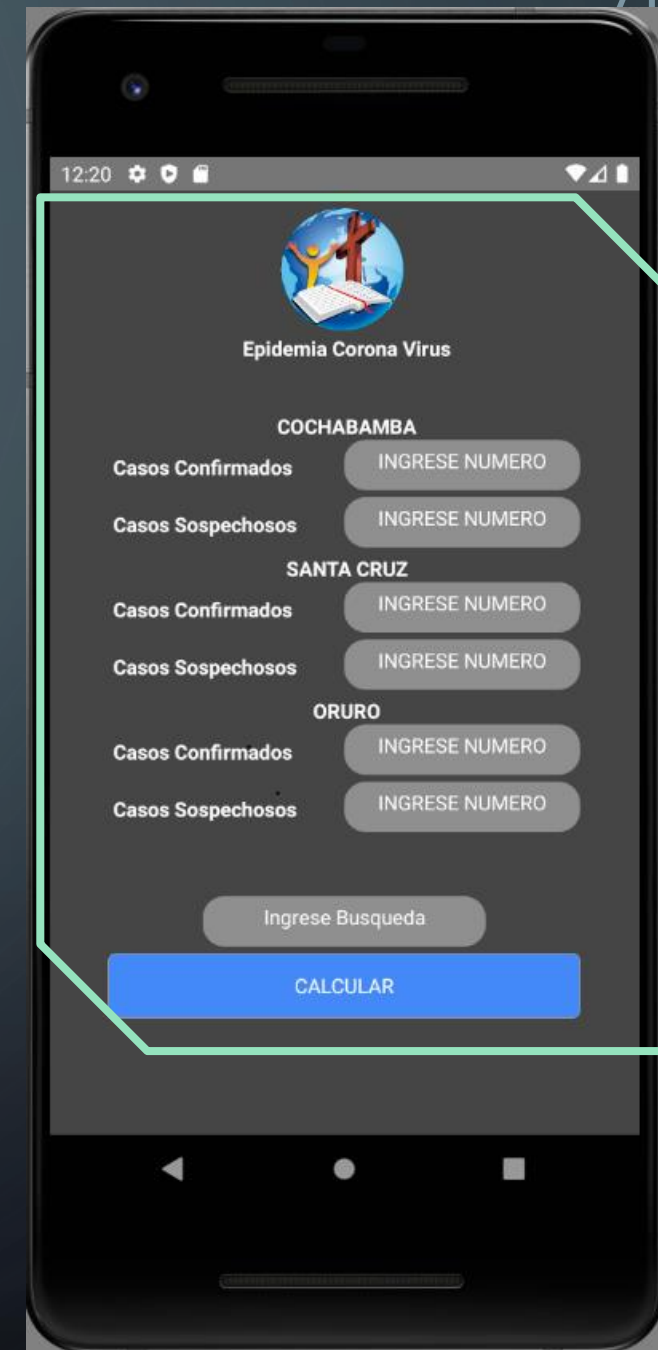 12:20
Epidemia Corona Virus
COCHABAMBA
Casos Confirmados INGRESE NUMERO
Casos Sospechosos INGRESE NUMERO
SANTA CRUZ
Casos Confirmados INGRESE NUMERO
Casos Sospechosos INGRESE NUMERO
ORURO
Casos Confirmados INGRESE NUMERO
Casos Sospechosos INGRESE NUMERO
Ingrese Busqueda
CALCULAR